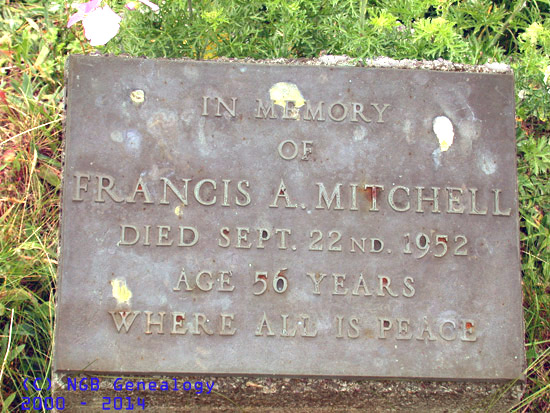 IN MEMORY
OF
FRANCIS A. MITCHELL
DIED SEPT. 22ND. 1952
AGE 56 YEARS
WHERE ALL IS PEACE
(C) N&B Genealogy
2000 - 2014